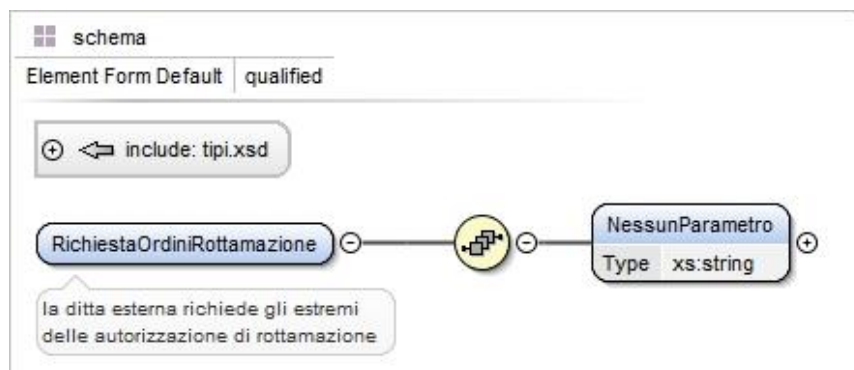 schema
Element Form Default qualified
include: tipi.xsd
RichiestaOrdiniRottamazione
NessunParametro
Type xs:string
la ditta esterna richiede gli estremi
delle autorizzazione di rottamazione